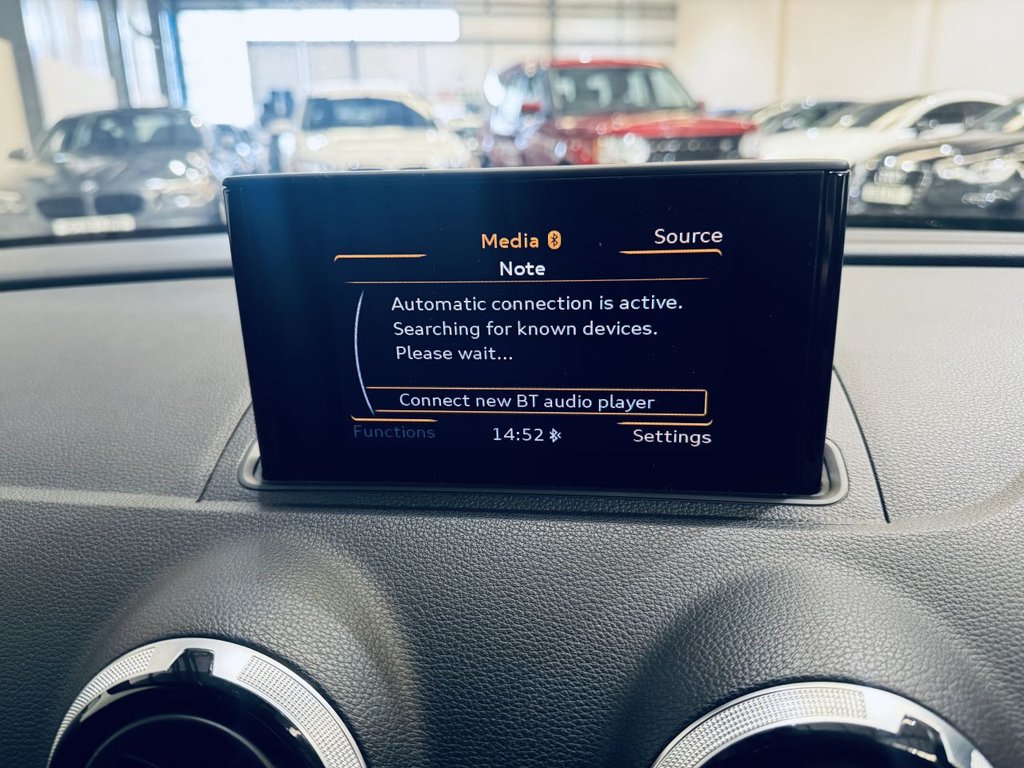 Media
Source
Note
Automatic connection is active.
Searching for known devices.
Please wait...
Connect new BT audio player
Functions
14:52
Settings